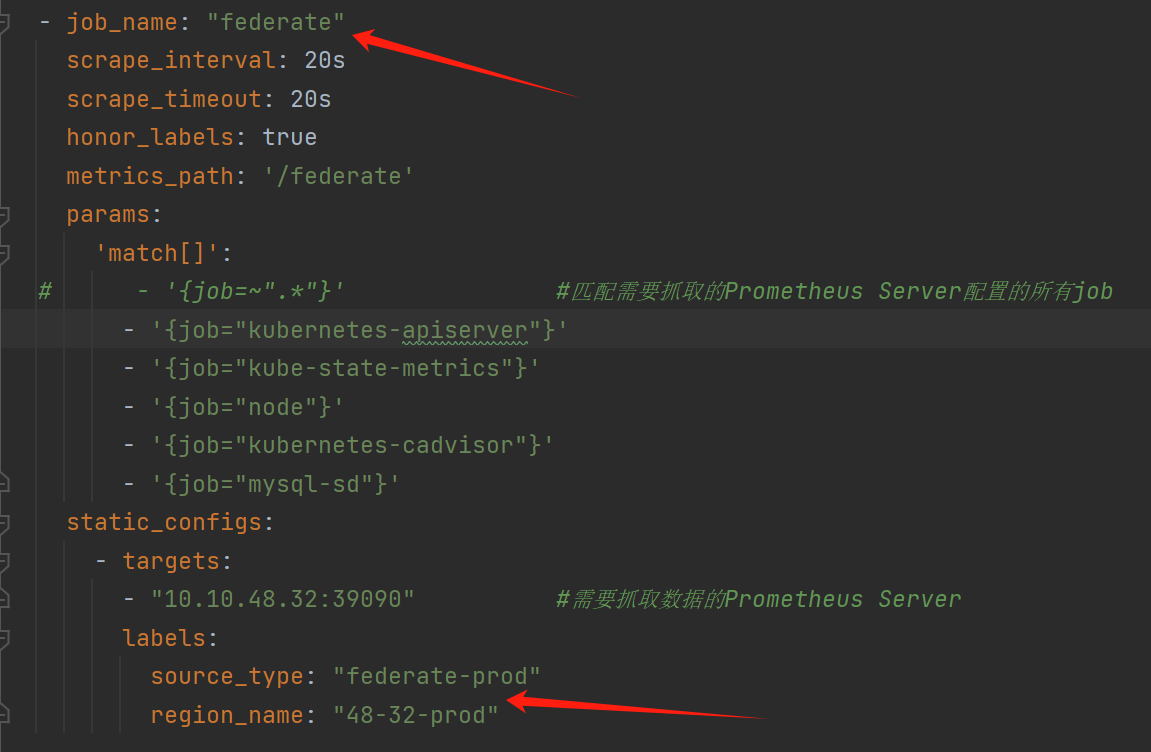 - job_name: "federate"
scrape_interval: 20s
scrape_timeout: 20s
honor_labels: true
metrics_path: '/federate'
params:
'match[]':
# - '{job=~".*"}' #匹配需要抓取的Prometheus Server配置的所有job
- '{job="kubernetes-apiserver"}'
- '{job="kube-state-metrics"}'
- '{job="node"}'
- '{job="kubernetes-cadvisor"}'
- '{job="mysql-sd"}'
static_configs:
- targets:
- "10.10.48.32:39090" #需要抓取数据的Prometheus Server
labels:
source_type: "federate-prod"
region_name: "48-32-prod"